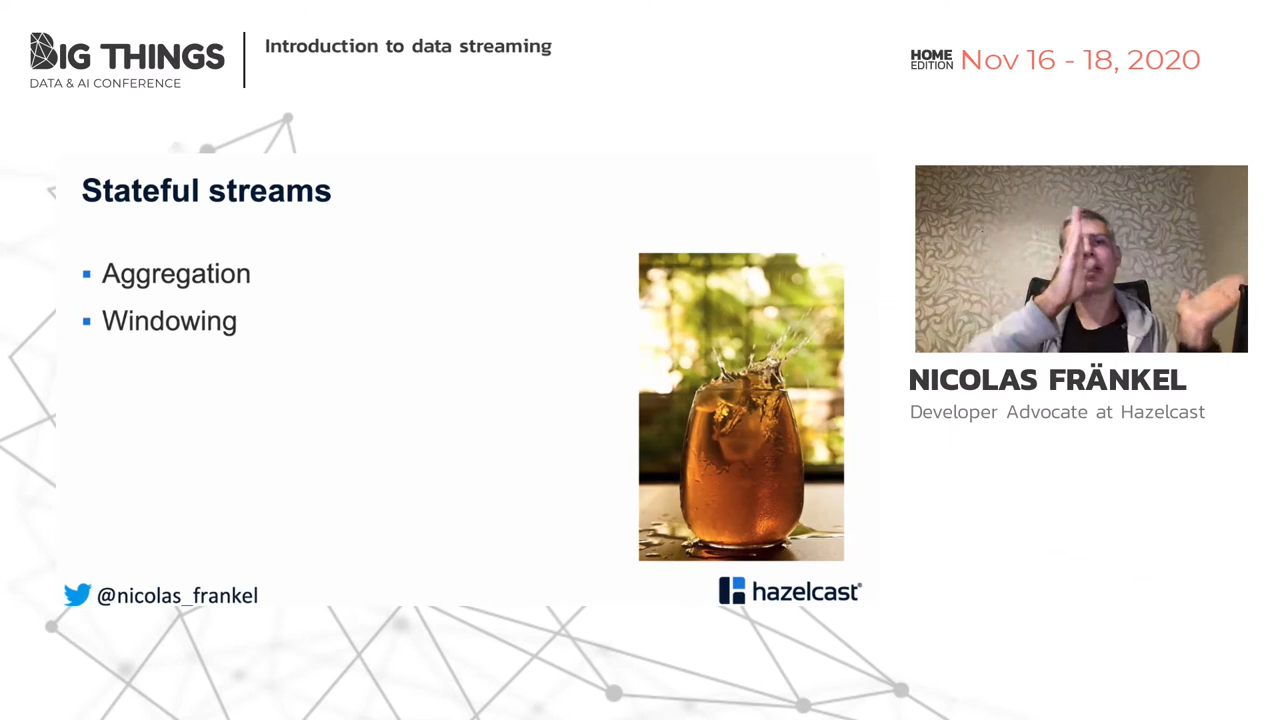 BIG THINGS
DATA & AI CONFERENCE
Introduction to data streaming
HOME
EDITION
Nov 16 - 18, 2020
Stateful streams
Aggregation
Windowing
@nicolas_frankel
hazelcast
NICOLAS FRÄNKEL
Developer Advocate at Hazelcast